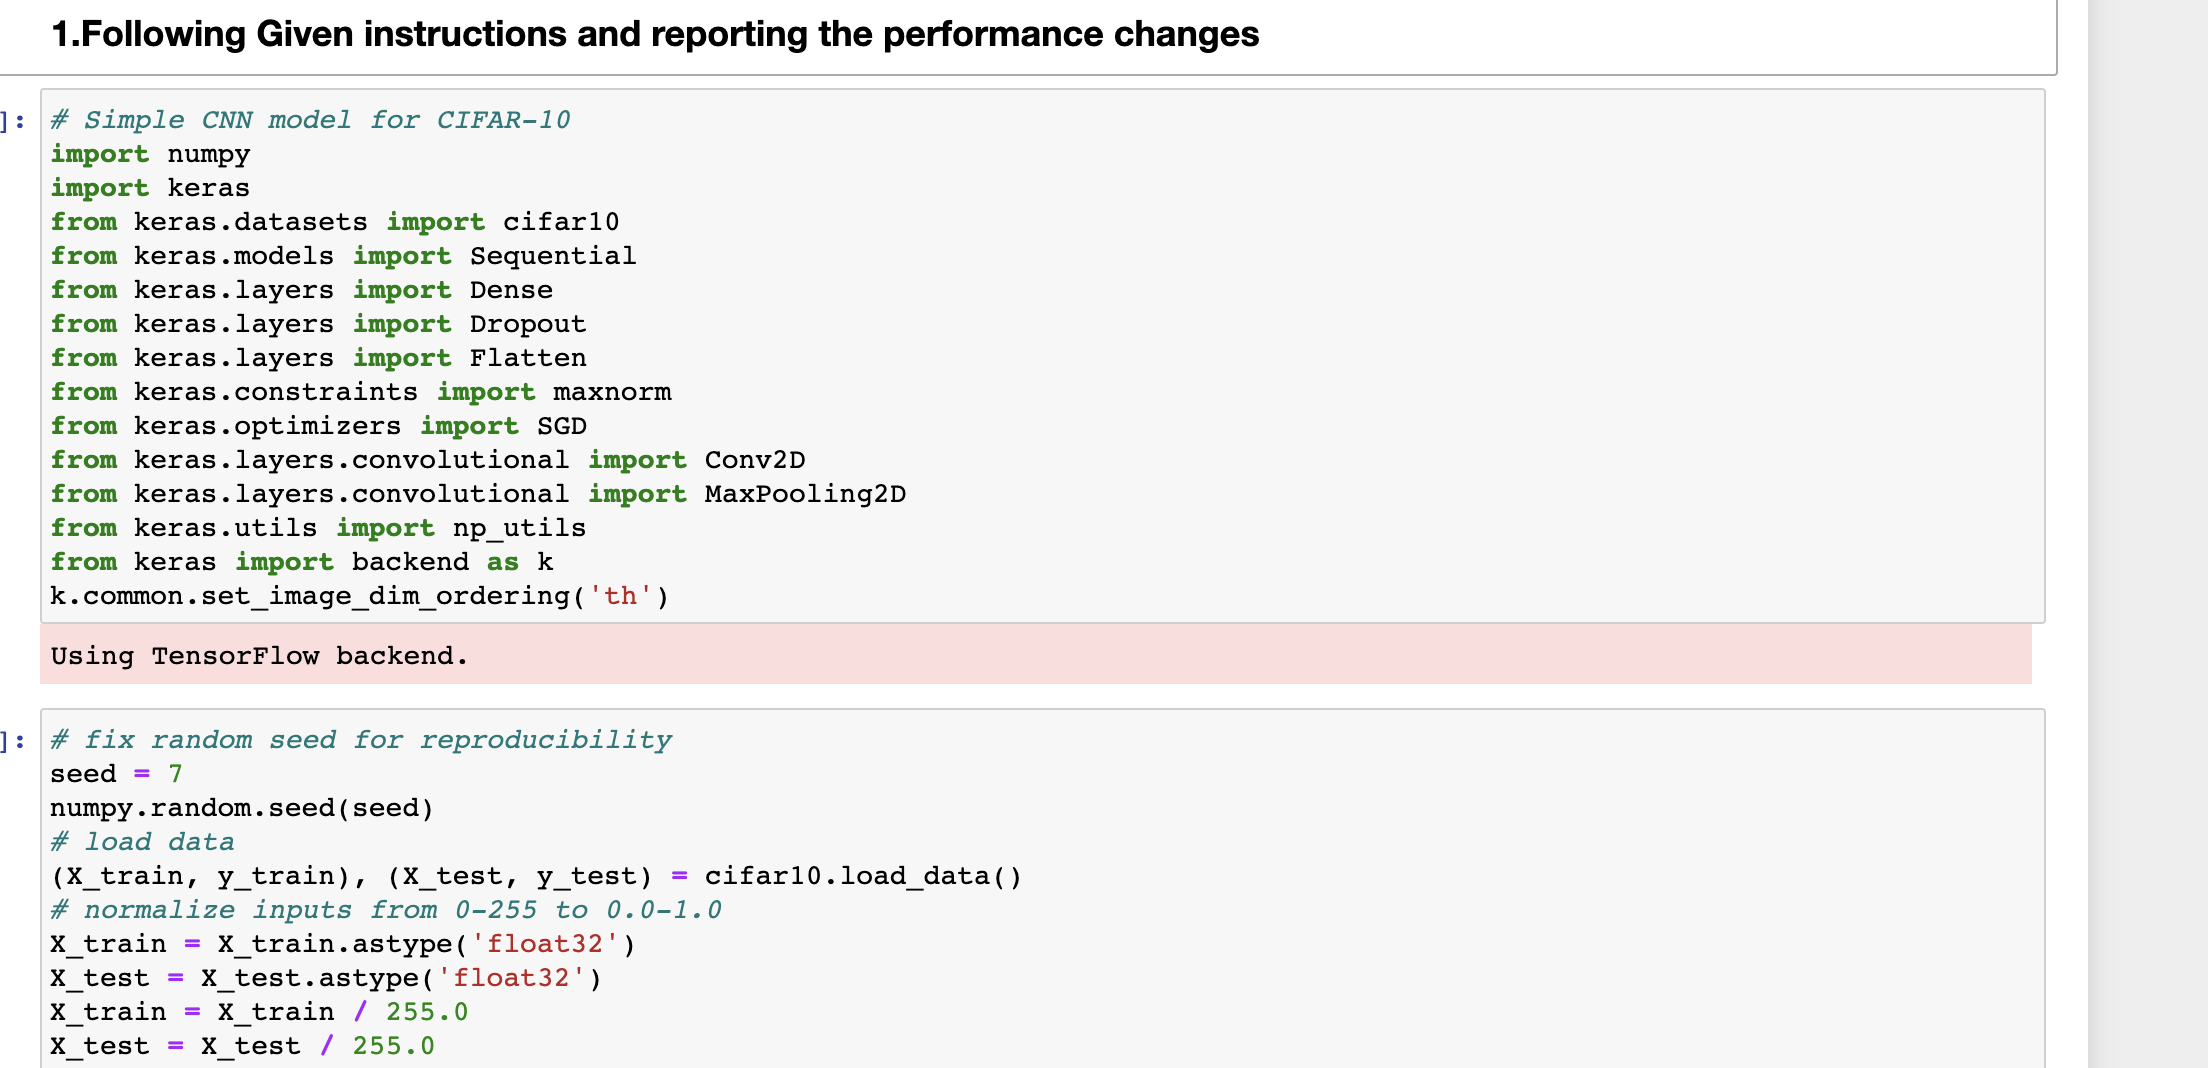 1.Following Given instructions and reporting the performance changes
]: # Simple CNN model for CIFAR-10
import numpy
import keras
from keras.datasets import cifar10
from keras.models import Sequential
from keras.layers import Dense
from keras.layers import Dropout
from keras.layers import Flatten
from keras.constraints import maxnorm
from keras.optimizers import SGD
from keras.layers.convolutional import Conv2D
from keras.layers.convolutional import MaxPooling2D
from keras.utils import np_utils
from keras import backend as k
k.common.set_image_dim_ordering('th')
Using TensorFlow backend.
]: # fix random seed for reproducibility
seed = 7
numpy.random.seed(seed)
# load data
(X_train, y_train), (X_test, y_test) = cifar10.load_data()
# normalize inputs from 0-255 to 0.0-1.0
X_train = X_train.astype('float32')
X_test = X_test.astype('float32')
X_train = X_train / 255.0
X_test = X_test / 255.0